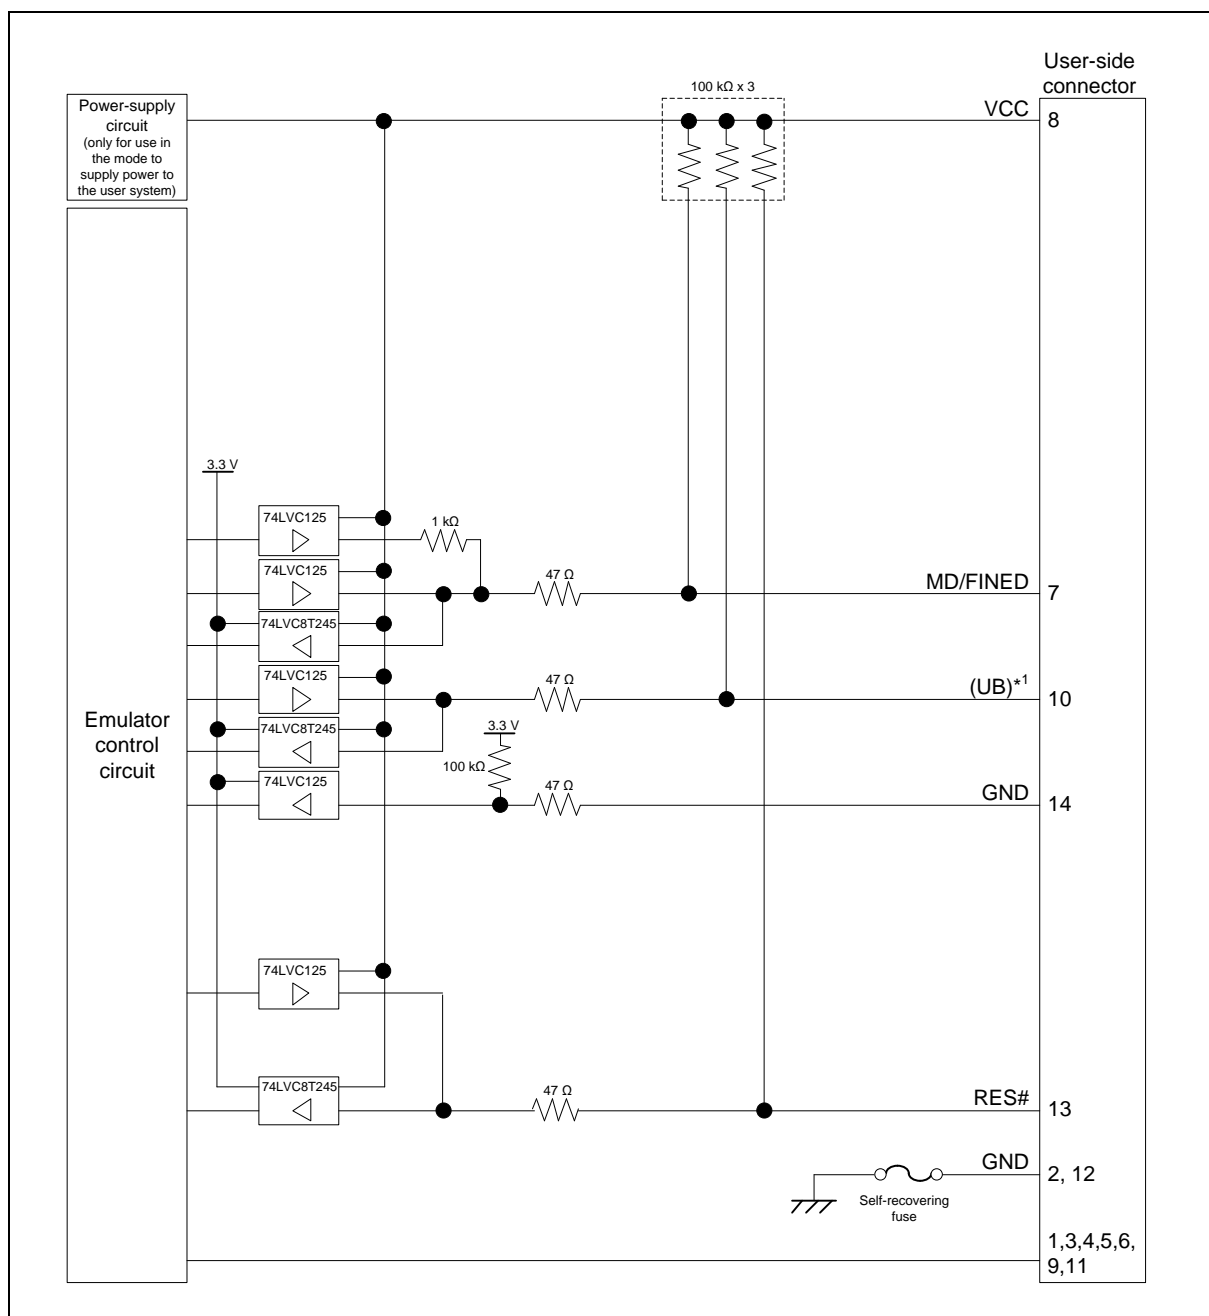 User-side
connector
100 kΩ x 3
Power-supply
circuit
(only for use in
the mode to
supply power to
the user system)
VCC
8
3.3 V
74LVC125
1 kΩ
74LVC125
47 Ω
MD/FINED
7
74LVC8T245
74LVC125
47 Ω
(UB)*1
10
Emulator
control
circuit
74LVC8T245
3.3 V
100 kΩ
74LVC125
47 Ω
GND
14
74LVC125
74LVC8T245
47 Ω
RES#
13
GND
2, 12
Self-recovering
fuse
1,3,4,5,6,
9,11